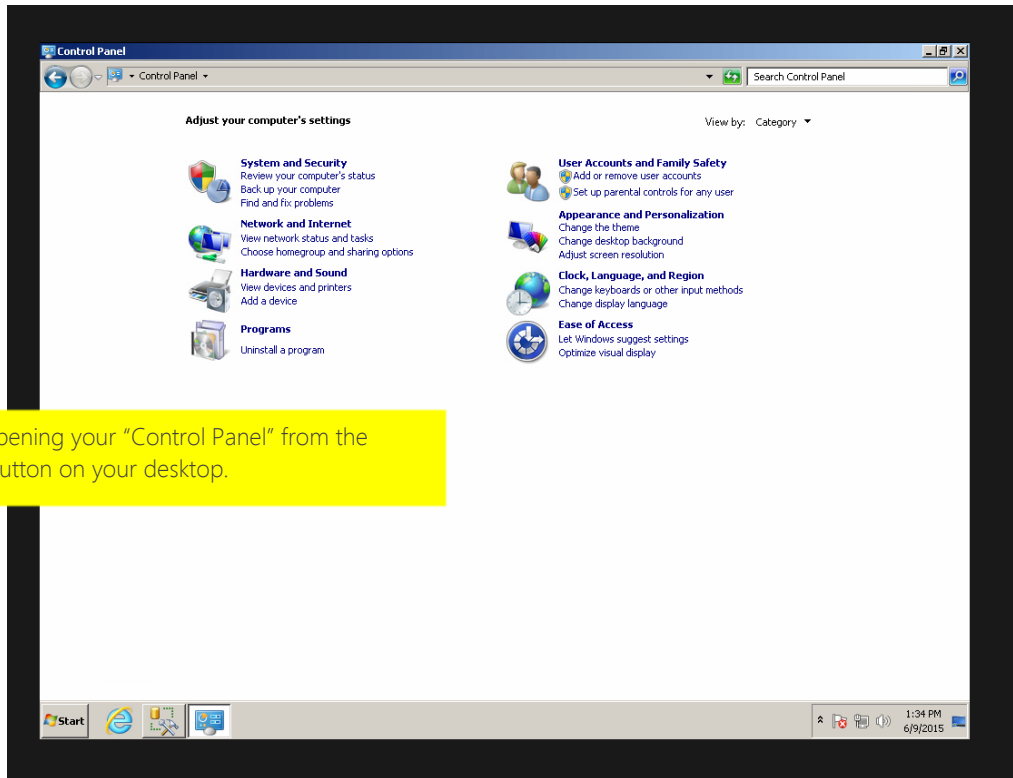 Control Panel
Control Panel
Search Control Panel
Adjust your computer's settings
View by: Category
System and Security
Review your computer's status
Back up your computer
Find and fix problems
Network and Internet
View network status and tasks
Choose homegroup and sharing options
Hardware and Sound
View devices and printers
Add a device
Programs
Uninstall a program
User Accounts and Family Safety
Add or remove user accounts
Set up parental controls for any user
Appearance and Personalization
Change the theme
Change desktop background
Adjust screen resolution
Clock, Language, and Region
Change keyboards or other input methods
Change display language
Ease of Access
Let Windows suggest settings
Optimize visual display
pening your “Control Panel” from the
utton on your desktop.
Start
1:34 PM
6/9/2015